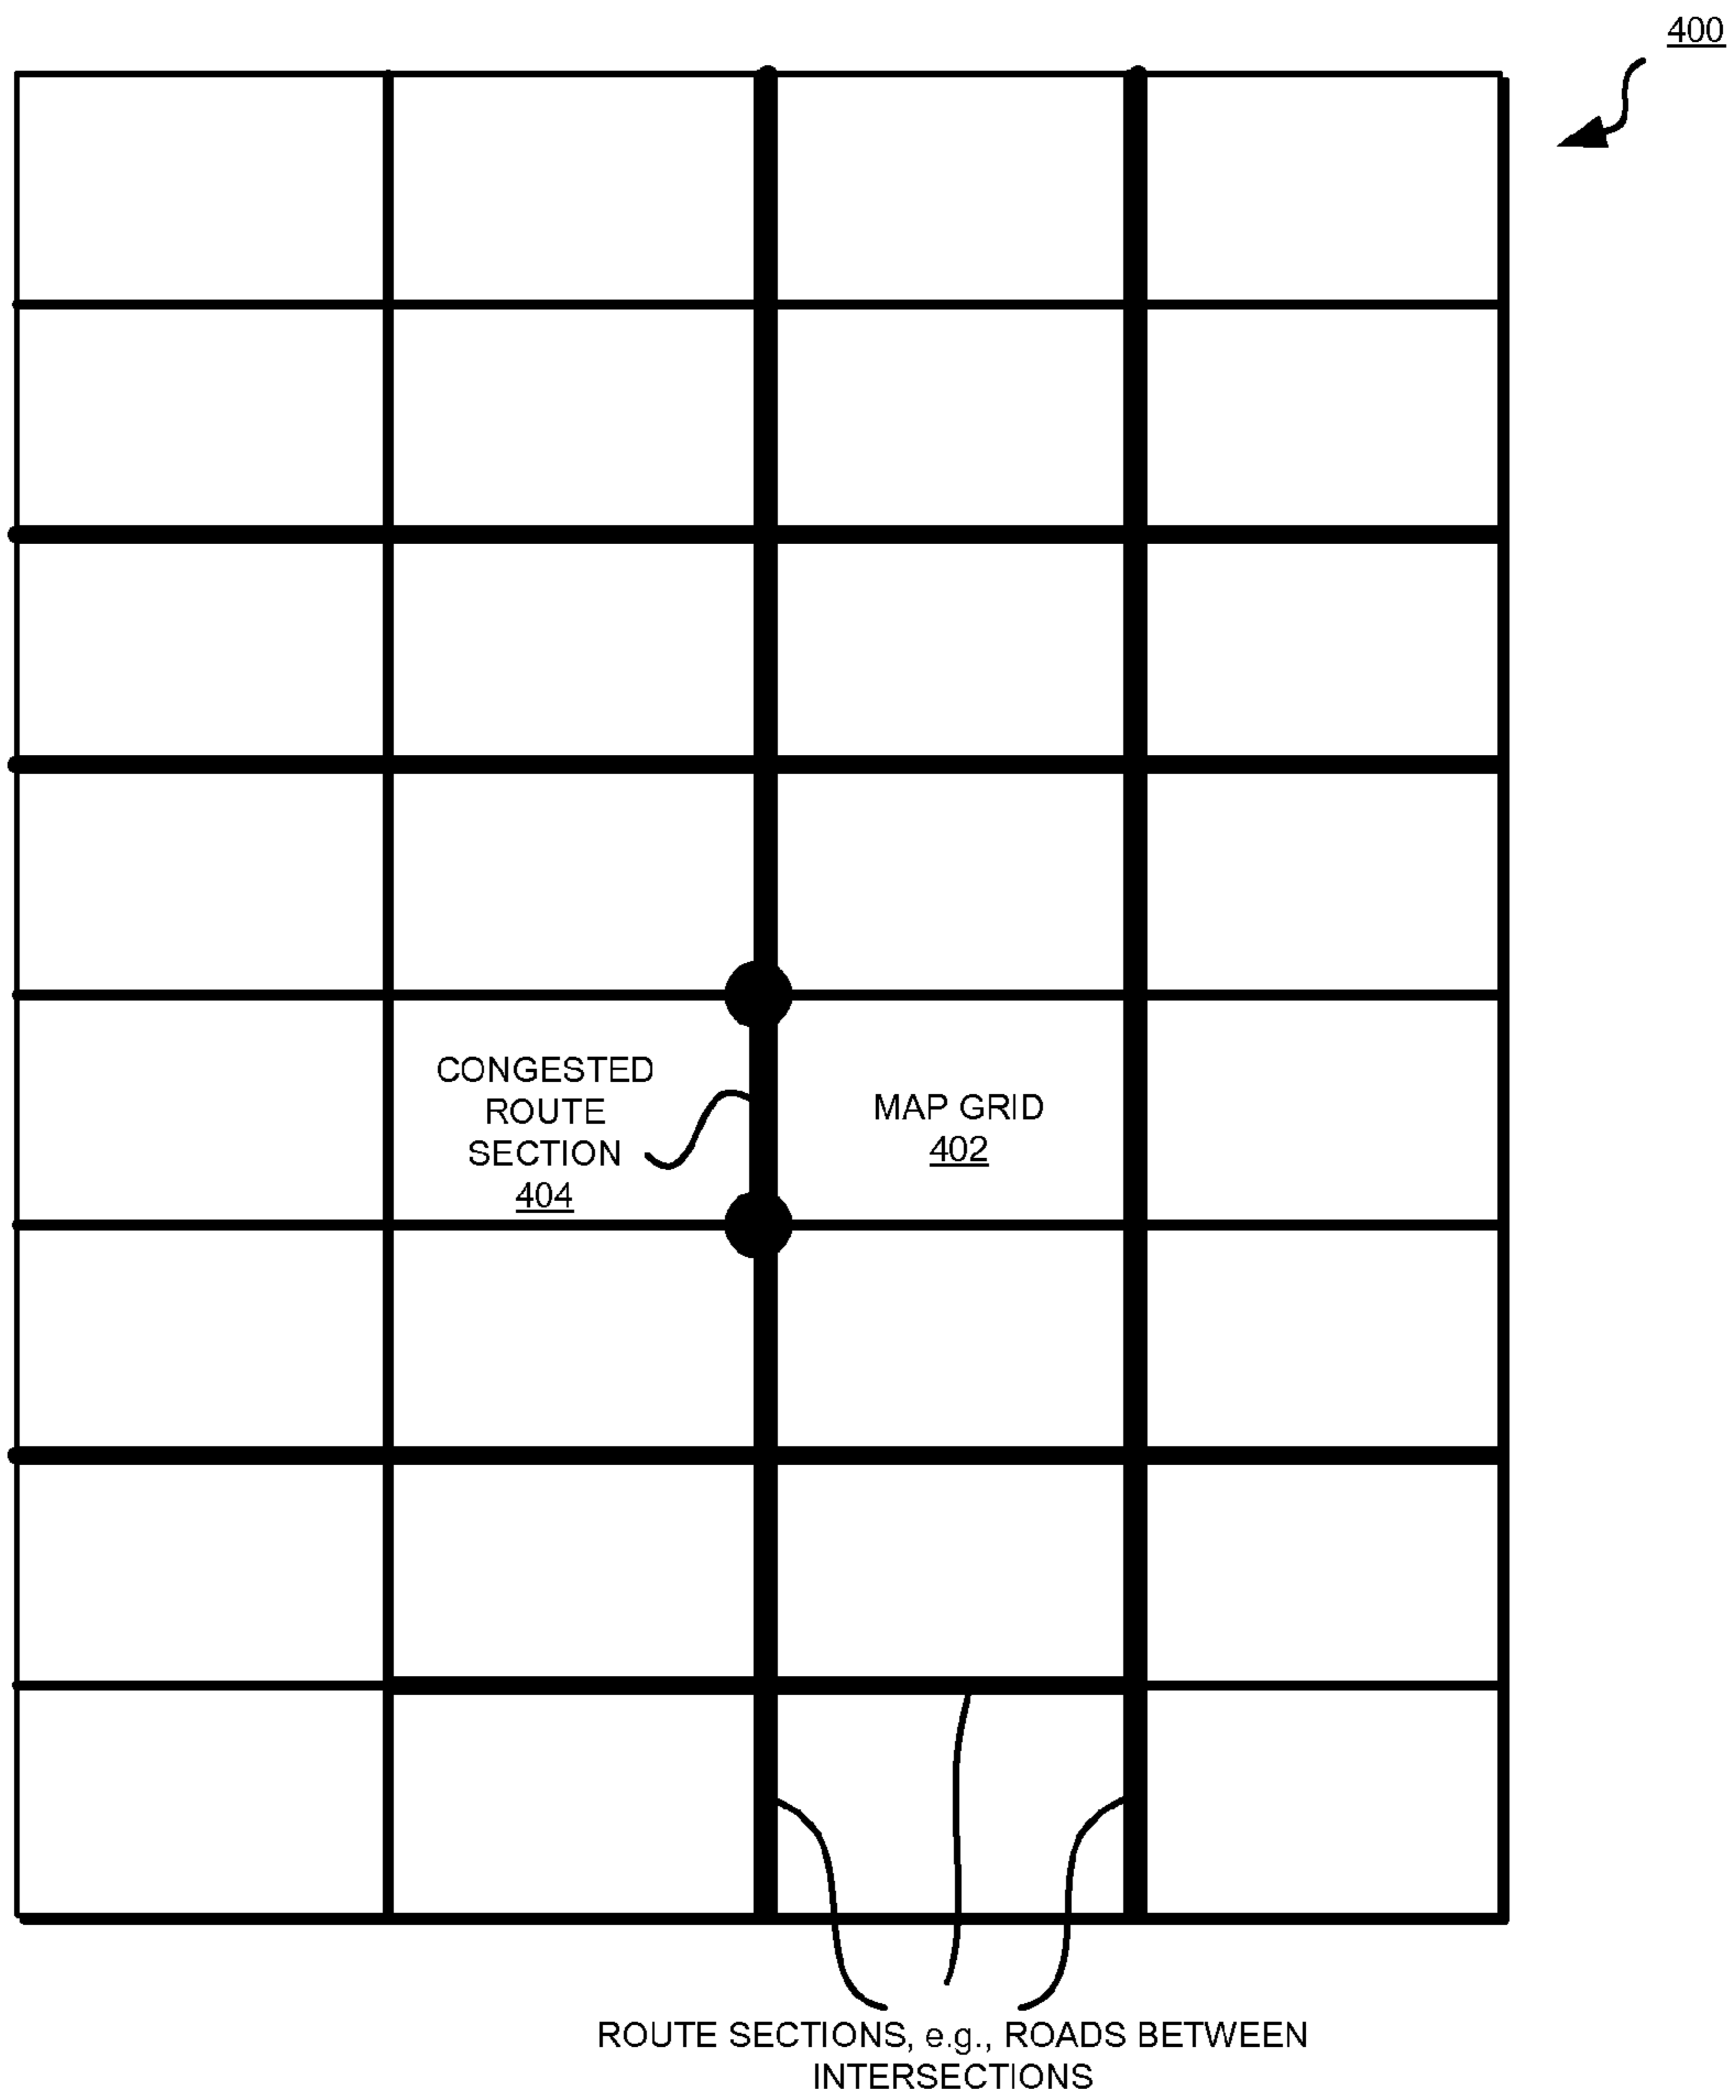 400
CONGESTED
ROUTE
SECTION
404
MAP GRID
402
ROUTE SECTIONS, e.g., ROADS BETWEEN
INTERSECTIONS